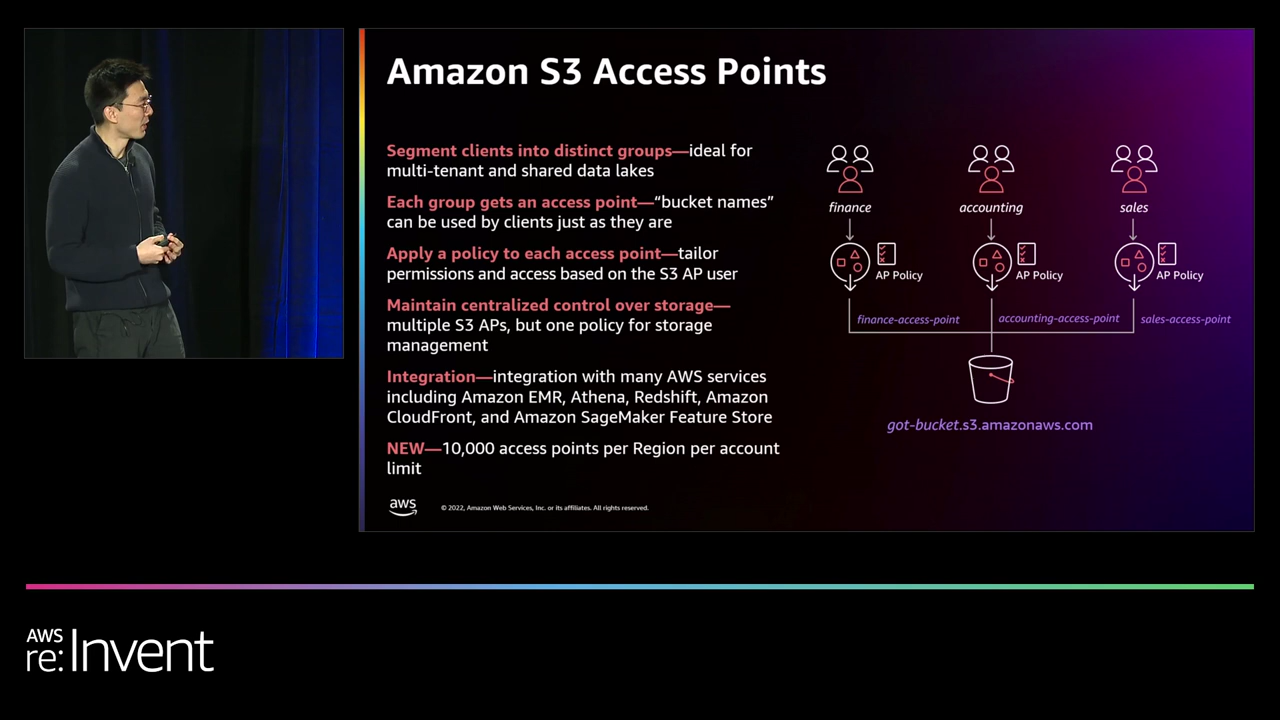 Amazon S3 Access Points
Segment clients into distinct groups—ideal for
multi-tenant and shared data lakes
Each group gets an access point—“bucket names”
can be used by clients just as they are
Apply a policy to each access point—tailor
permissions and access based on the S3 AP user
Maintain centralized control over storage—
multiple S3 APs, but one policy for storage
management
Integration—integration with many AWS services
including Amazon EMR, Athena, Redshift, Amazon
CloudFront, and Amazon SageMaker Feature Store
NEW—10,000 access points per Region per account
limit
finance
accounting
sales
AP Policy
AP Policy
AP Policy
finance-access-point
accounting-access-point
sales-access-point
got-bucket.s3.amazonaws.com
aws
© 2022, Amazon Web Services, Inc. or its affiliates. All rights reserved.
AWS
re:Invent